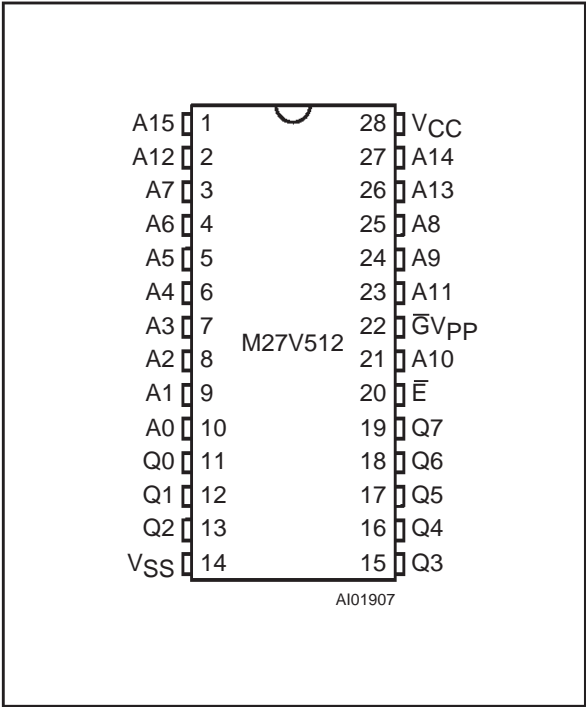 A15 1 28 VCC
A12 2 27 A14
A7 3 26 A13
A6 4 25 A8
A5 5 24 A9
A4 6 23 A11
A3 7 22 G̅VPP
M27V512
A2 8 21 A10
A1 9 20 E̅
A0 10 19 Q7
Q0 11 18 Q6
Q1 12 17 Q5
Q2 13 16 Q4
VSS 14 15 Q3
AI01907